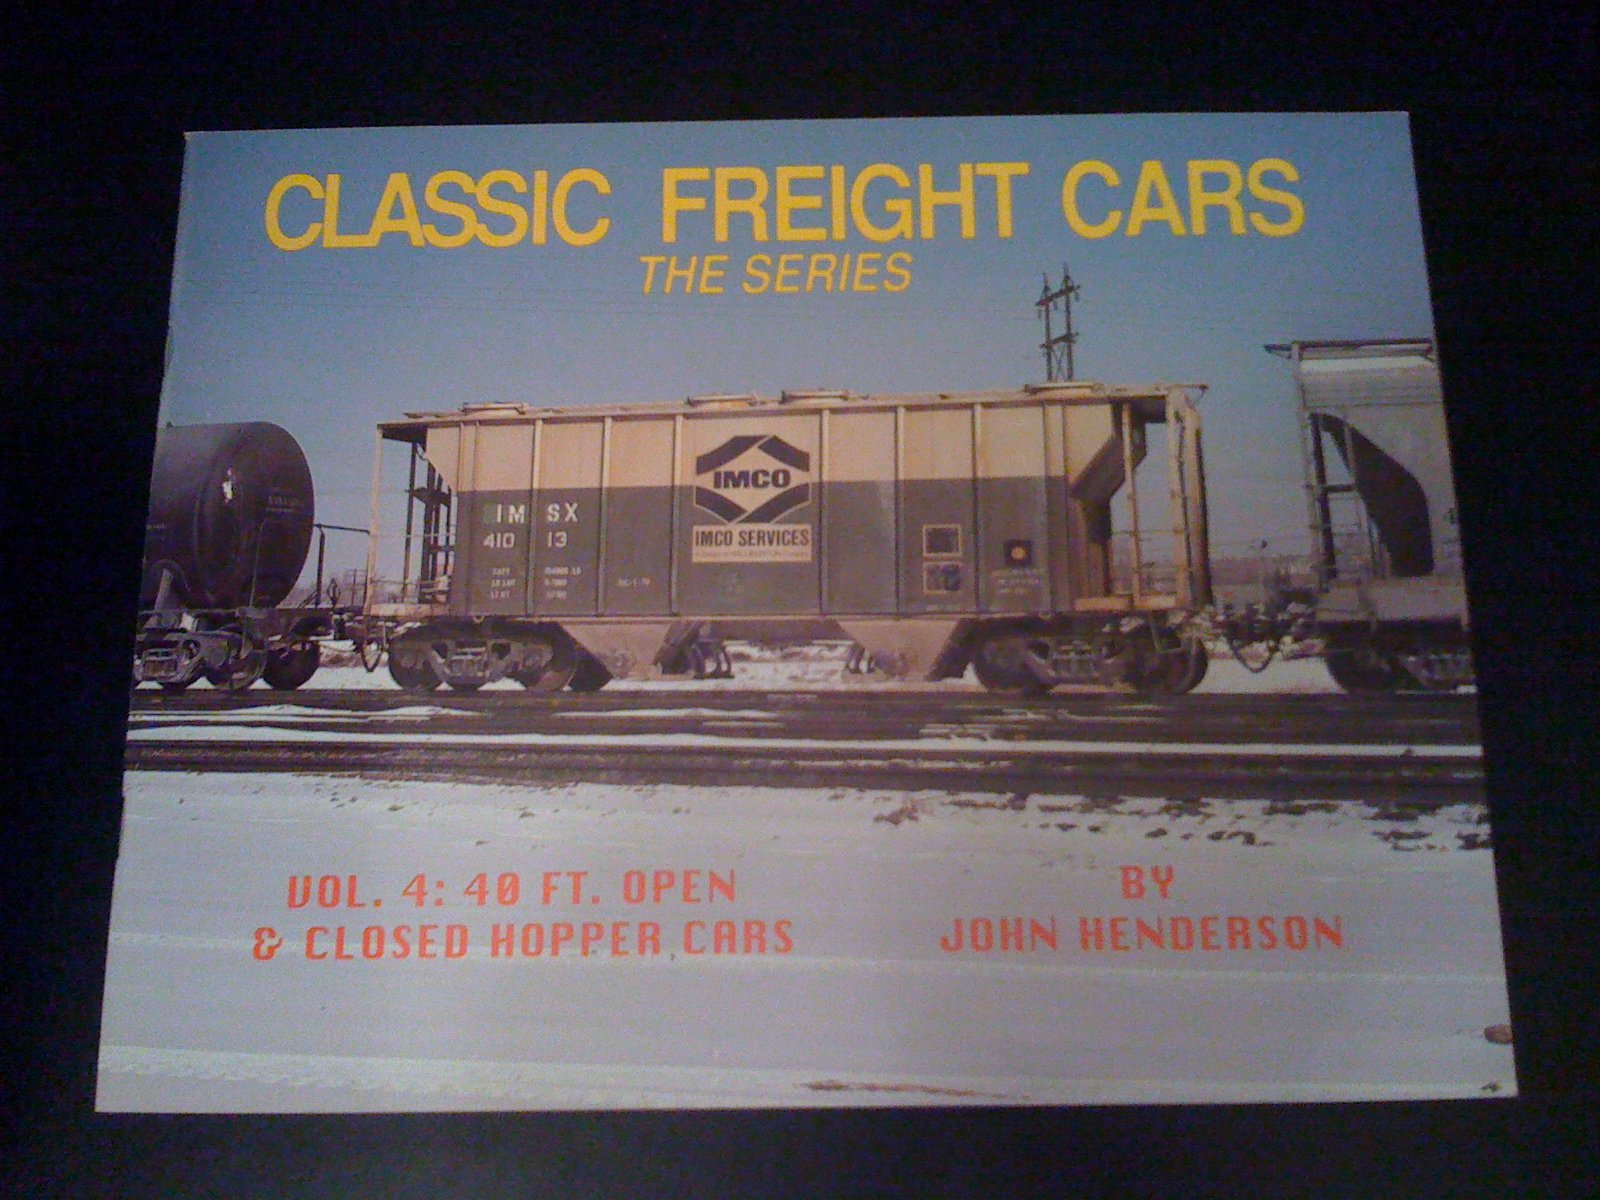 CLASSIC FREIGHT CARS
THE SERIES
IMCO
IMSX
41013
IMCO SERVICES
VOL. 4: 40 FT. OPEN
& CLOSED HOPPER CARS
BY
JOHN HENDERSON